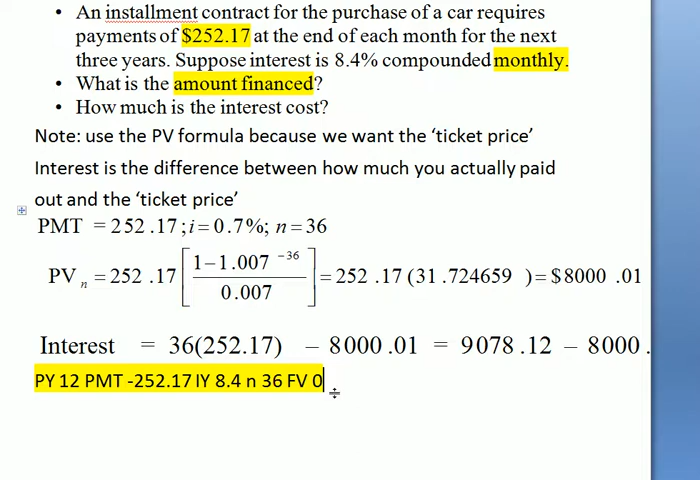 • An installment contract for the purchase of a car requires
payments of $252.17 at the end of each month for the next
three years. Suppose interest is 8.4% compounded monthly.
• What is the amount financed?
• How much is the interest cost?
Note: use the PV formula because we want the ‘ticket price’
Interest is the difference between how much you actually paid
out and the ‘ticket price’
PMT = 252.17; i = 0.7%; n = 36
PVn = 252.17 [ (1 − 1.007^−36) / 0.007 ] = 252.17(31.724659) = $8000.01
Interest = 36(252.17) − 8000.01 = 9078.12 − 8000.
PY 12 PMT -252.17 IY 8.4 n 36 FV 0